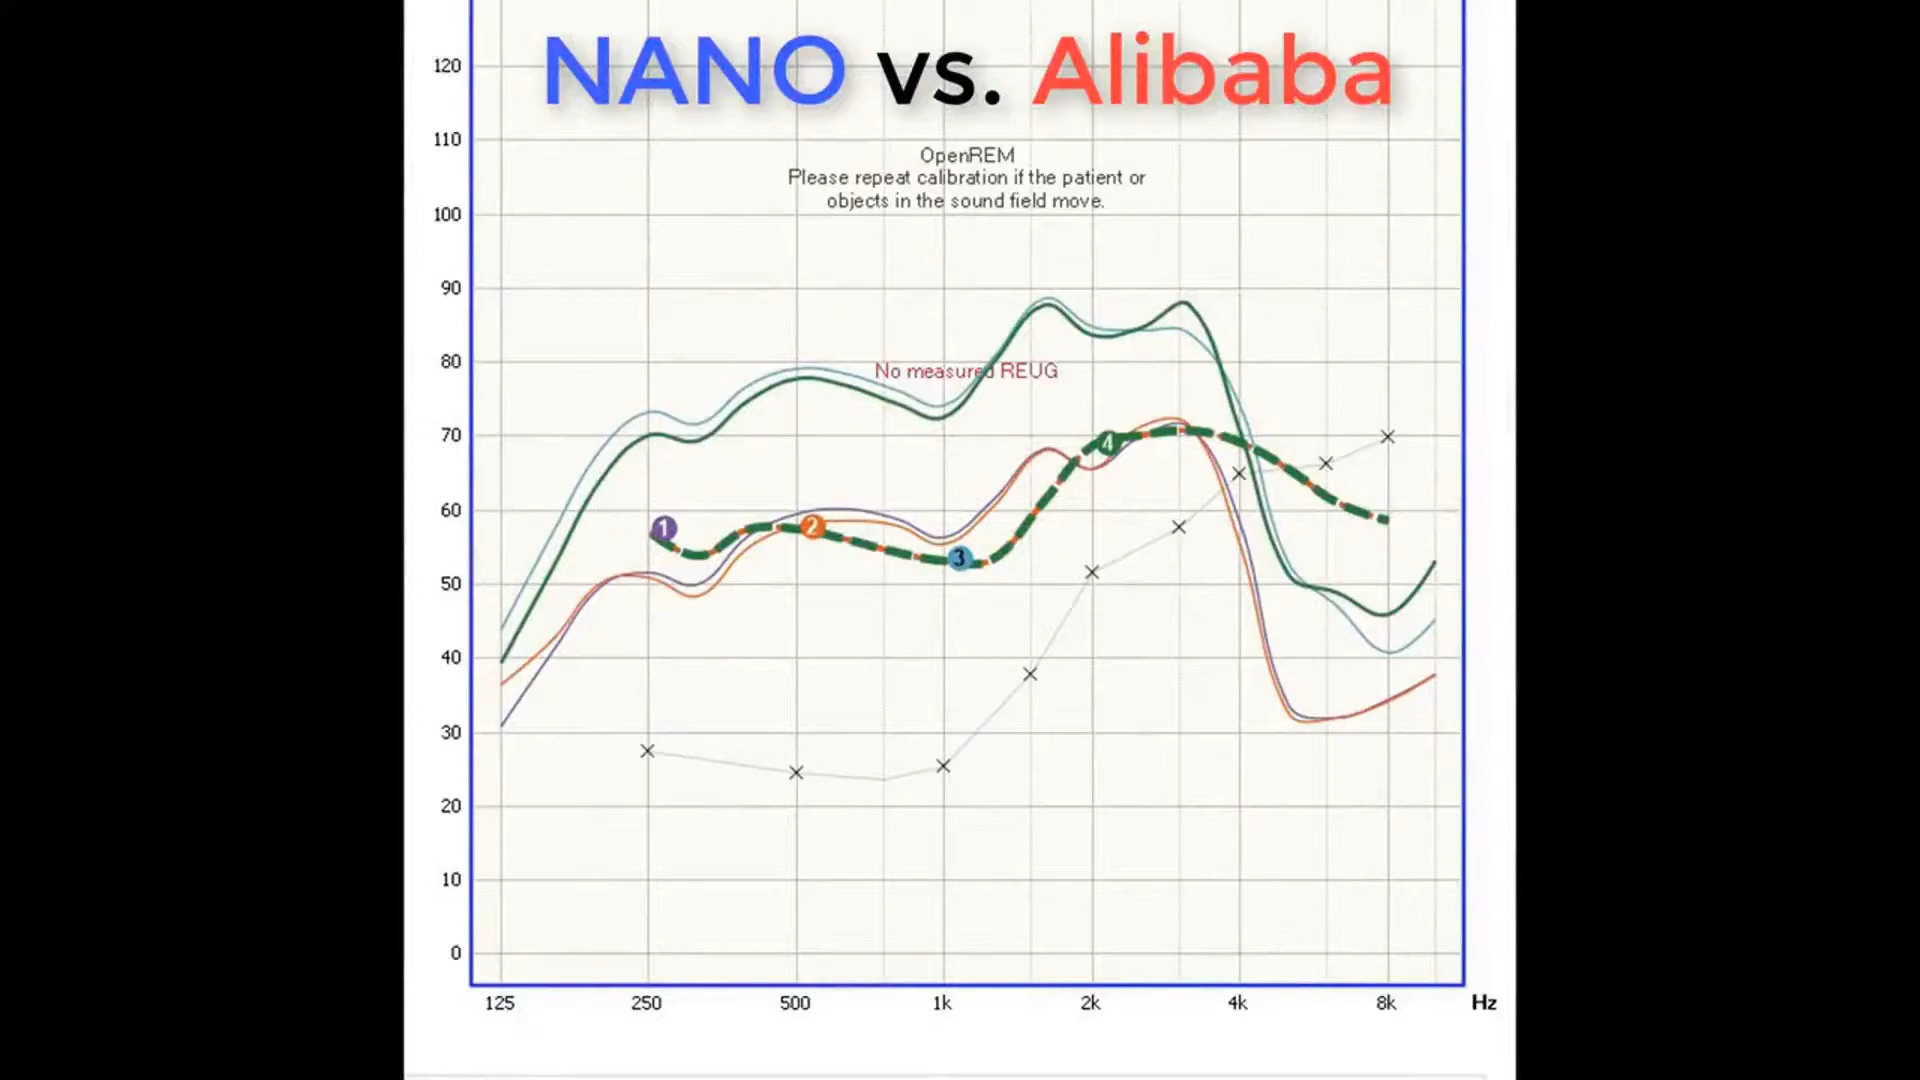 NANO vs. Alibaba
OpenREM
Please repeat calibration if the patient or
objects in the sound field move.
No measured REUG
120
110
100
90
80
70
60
50
40
30
20
10
0
1
2
3
4
125 250 500 1k 2k 4k 8k Hz